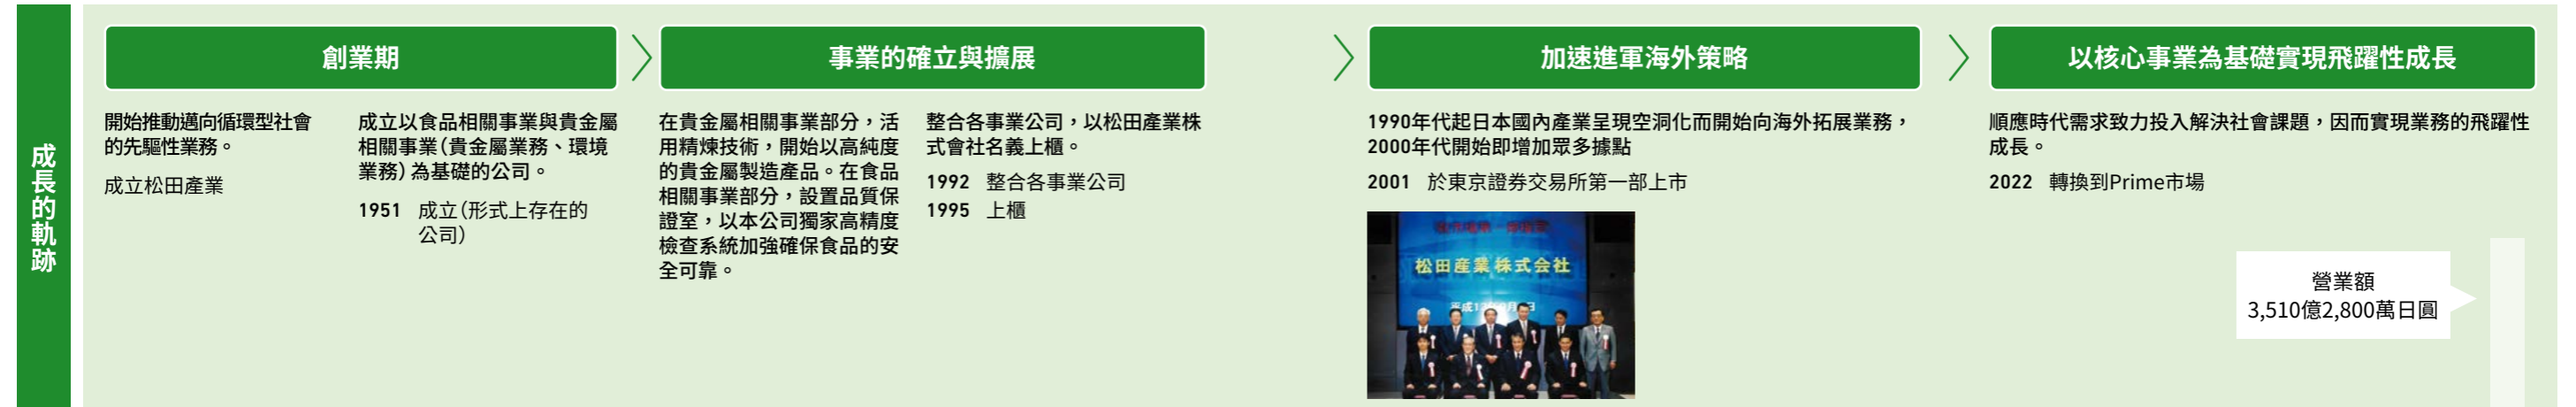 成長的軌跡
創業期
開始推動邁向循環型社會
的先驅性業務。
成立松田產業
成立以食品相關事業與貴金屬
相關事業(貴金屬業務、環境
業務)為基礎的公司。
1951 成立(形式上存在的
公司)
事業的確立與擴展
在貴金屬相關事業部分，活
用精煉技術，開始以高純度
的貴金屬製造產品。在食品
相關事業部分，設置品質保
證室，以本公司獨家高精度
檢查系統加強確保食品的安
全可靠。
整合各事業公司，以松田產業株
式會社名義上櫃。
1992 整合各事業公司
1995 上櫃
加速進軍海外策略
1990年代起日本國內產業呈現空洞化而開始向海外拓展業務，
2000年代開始即增加眾多據點
2001 於東京證券交易所第一部上市
松田産業株式会社
以核心事業為基礎實現飛躍性成長
順應時代需求致力投入解決社會課題，因而實現業務的飛躍性
成長。
2022 轉換到Prime市場
營業額
3,510億2,800萬日圓